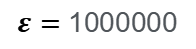 𝜺 = 1000000